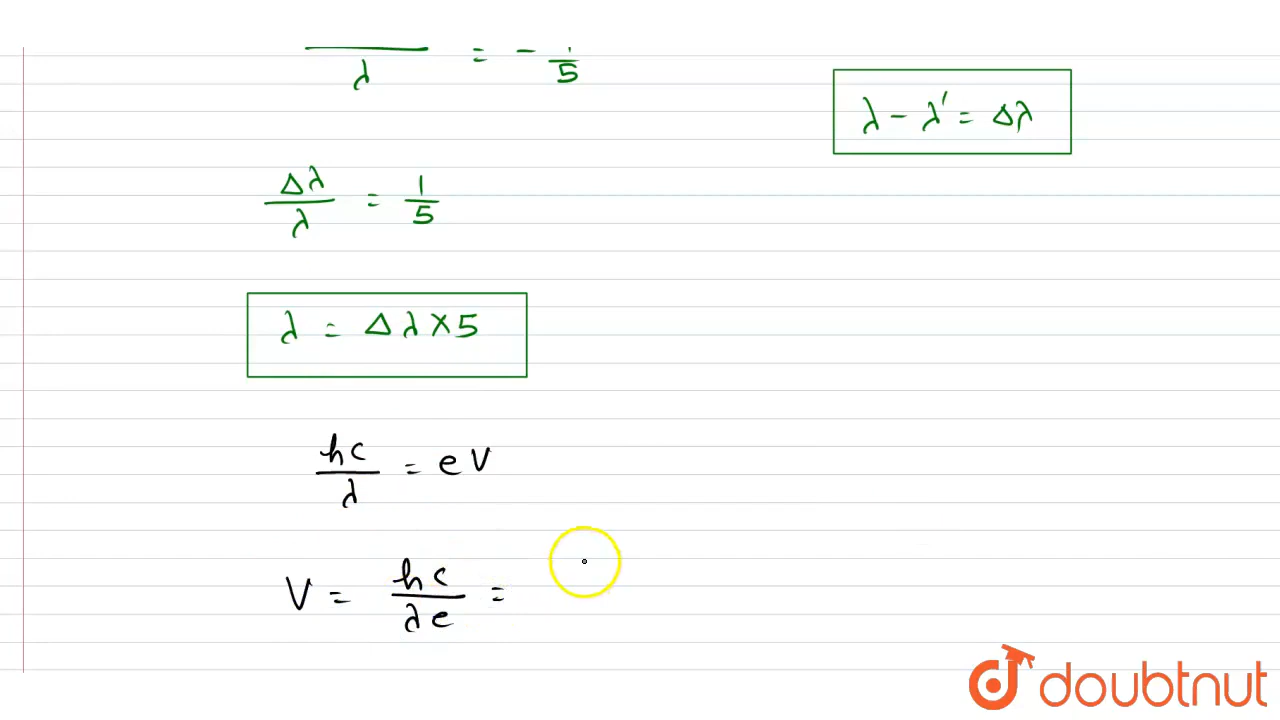 ―― / λ = - 1/5
λ - λ' = Δλ
Δλ/λ = 1/5
λ = Δλ × 5
hc/λ = eV
V = hc/λe =
doubtnut